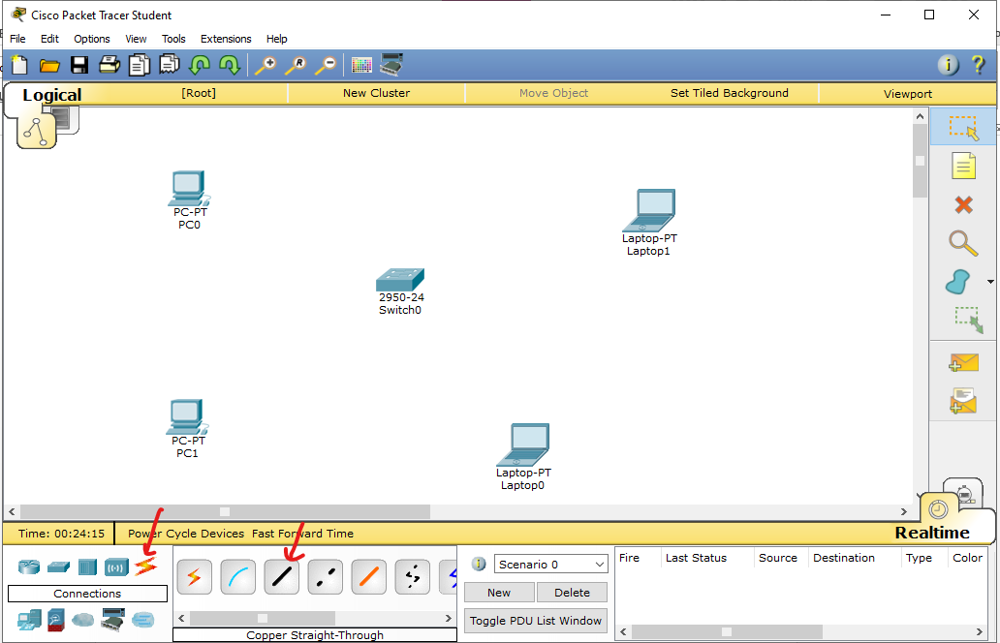 Cisco Packet Tracer Student
File Edit Options View Tools Extensions Help
Logical [Root] New Cluster Move Object Set Tiled Background Viewport
PC-PT
PC0
Laptop-PT
Laptop1
2950-24
Switch0
PC-PT
PC1
Laptop-PT
Laptop0
Time: 00:24:15 Power Cycle Devices Fast Forward Time Realtime
Connections
Copper Straight-Through
Scenario 0
New Delete
Toggle PDU List Window
Fire Last Status Source Destination Type Color